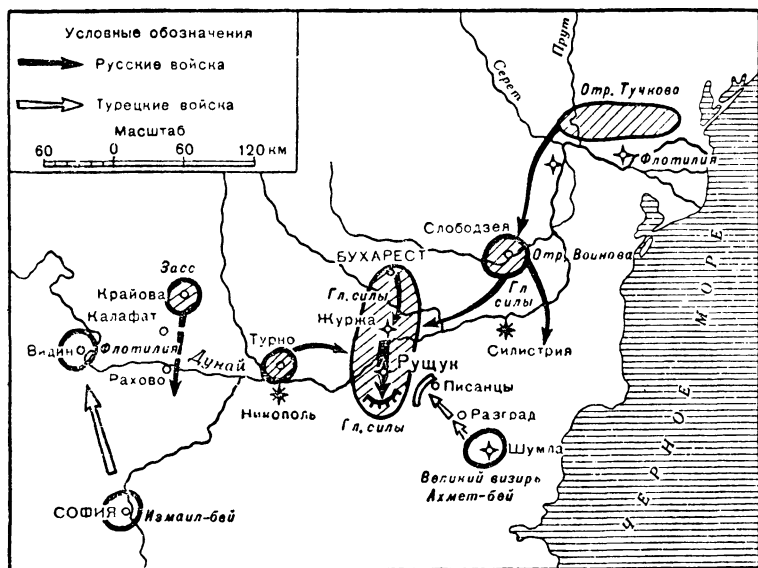 Условные обозначения
Русские войска
Турецкие войска
Масштаб
60 0 60 120 км
Серет
Прут
Отр. Тучкова
Флотилия
Слободзея
Отр. Воинова
БУХАРЕСТ
Гл. силы
Гл. силы
Засс
Крайова
Калафат
Журжа
Турно
Силистрия
Видин
Флотилия
Дунай
Рущук
Рахово
Писанцы
Никополь
Разград
Гл. силы
Шумла
Великий визирь
Ахмет-бей
СОФИЯ
Измаил-бей
ЧЕРНОЕ МОРЕ